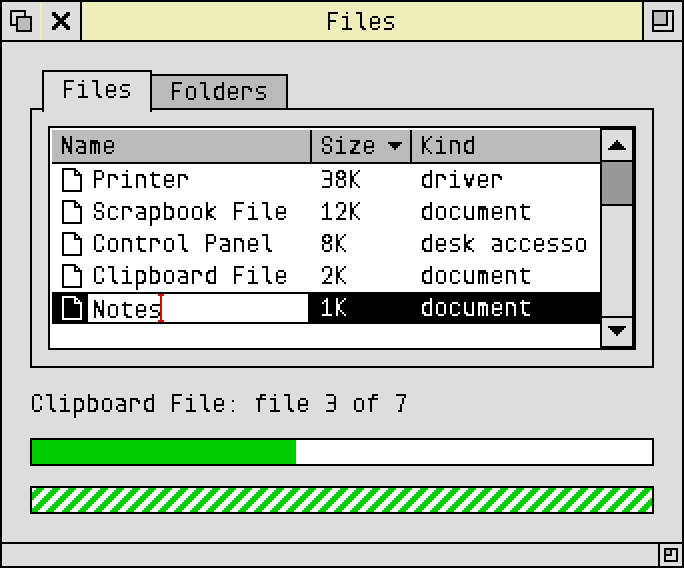 Files
Files Folders
Name Size Kind
Printer 38K driver
Scrapbook File 12K document
Control Panel 8K desk accesso
Clipboard File 2K document
Notes 1K document
Clipboard File: file 3 of 7